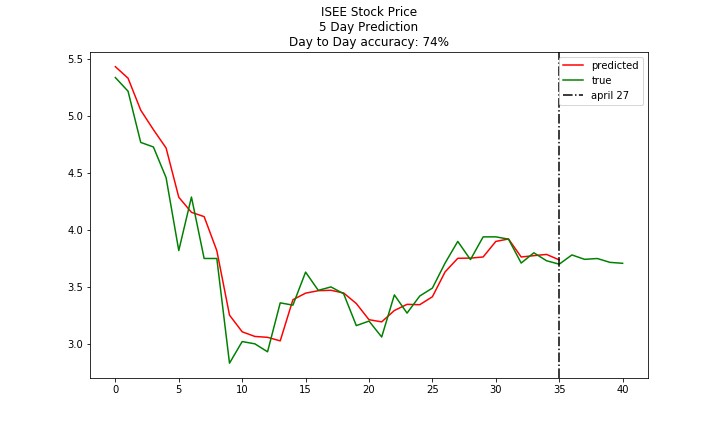 ISEE Stock Price
5 Day Prediction
Day to Day accuracy: 74%
5.5
5.0
4.5
4.0
3.5
3.0
predicted
true
april 27
0 5 10 15 20 25 30 35 40